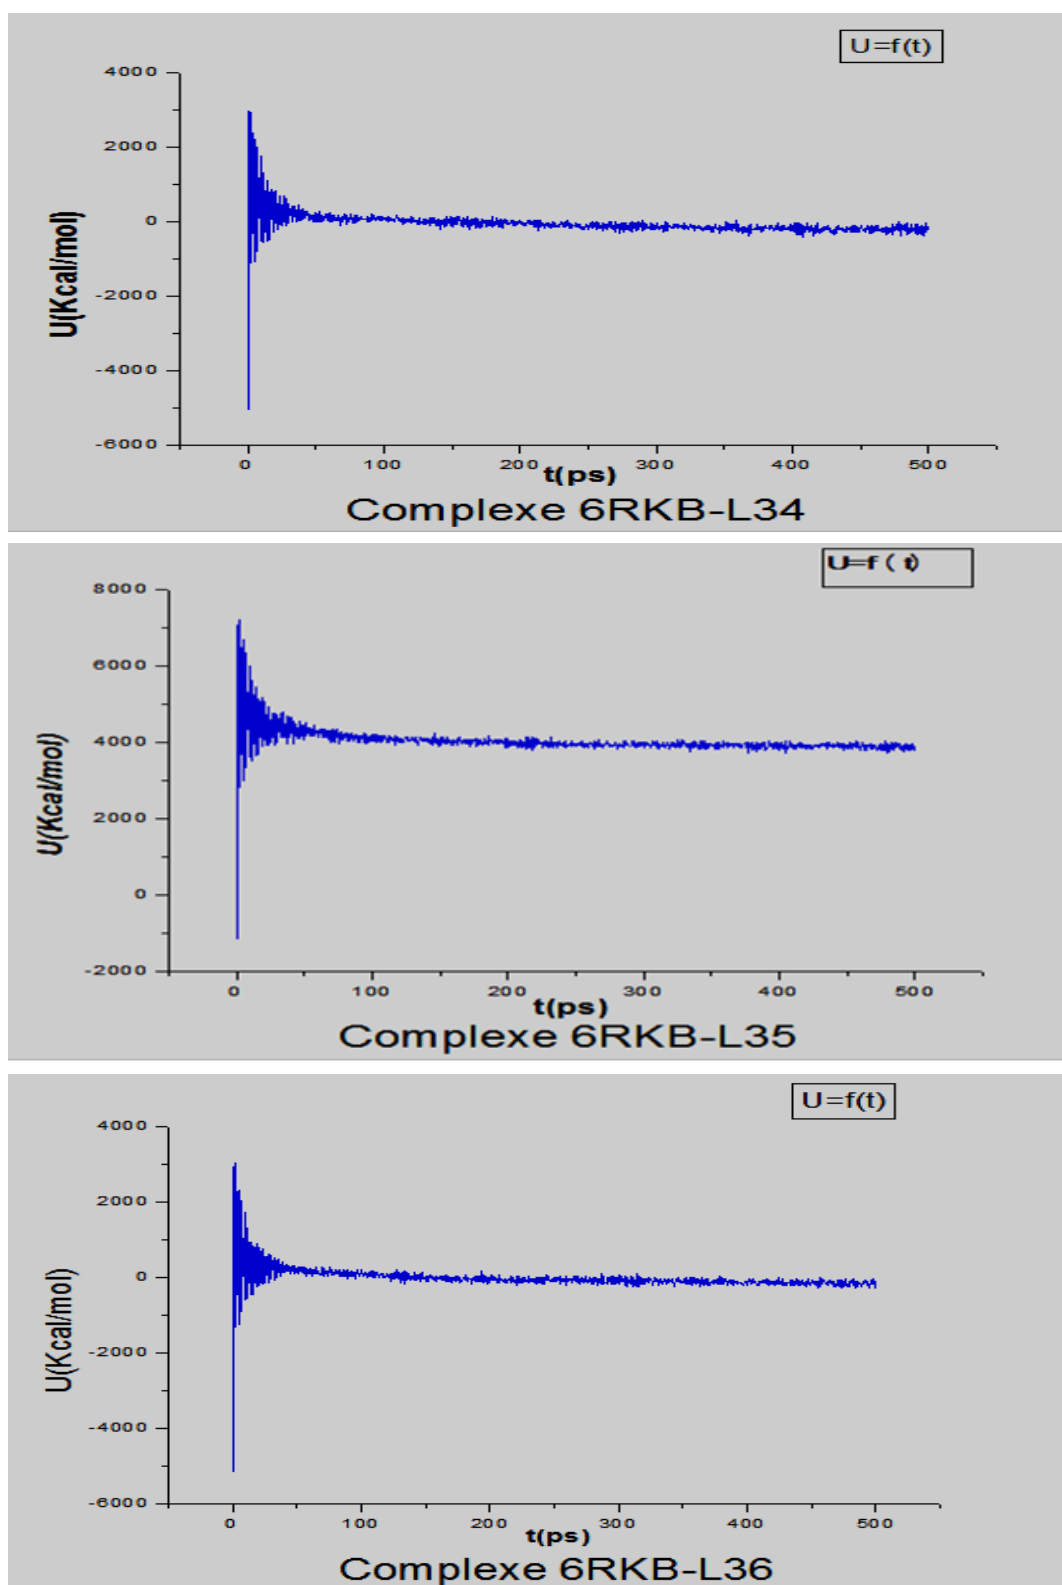 U=f(t)
4000
2000
0
-2000
-4000
-6000
U(Kcal/mol)
0 100 200 300 400 500
t(ps)
Complexe 6RKB-L34
U=f ( t)
8000
6000
4000
2000
0
-2000
U(Kcal/mol)
0 100 200 300 400 500
t(ps)
Complexe 6RKB-L35
U=f(t)
4000
2000
0
-2000
-4000
-6000
U(Kcal/mol)
0 100 200 300 400 500
t(ps)
Complexe 6RKB-L36